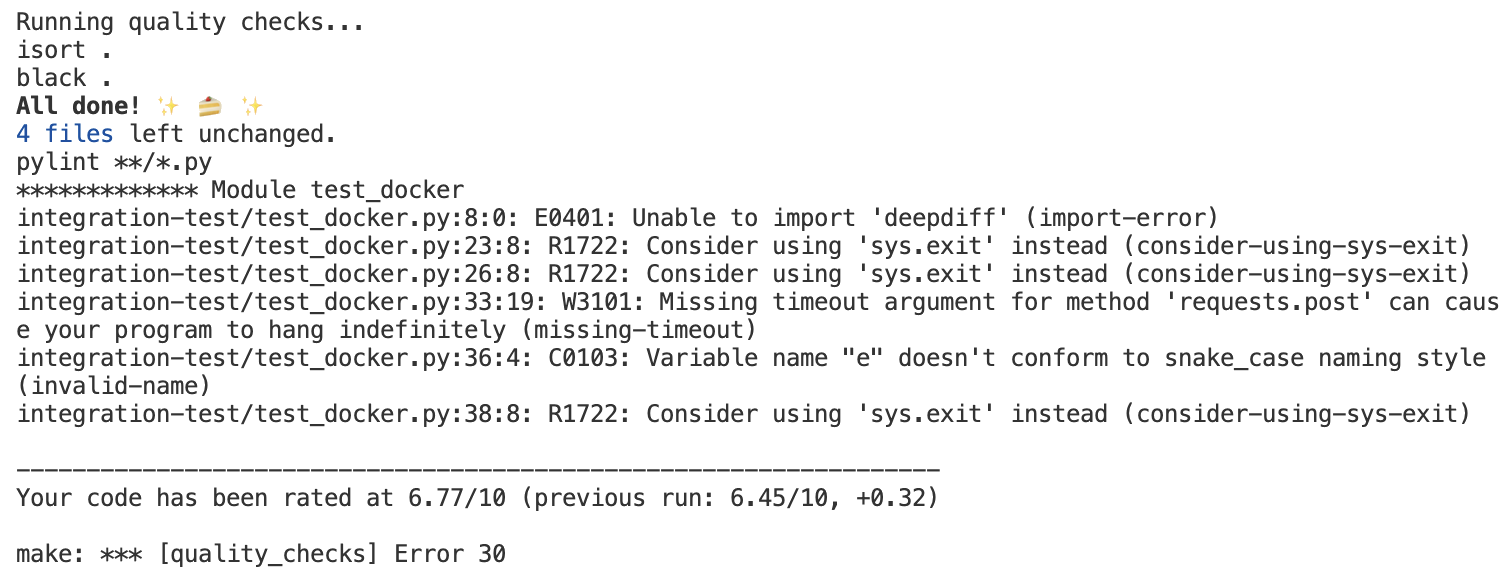 Running quality checks...
isort .
black .
All done! ✨ 🍰 ✨
4 files left unchanged.
pylint **/*.py
************* Module test_docker
integration-test/test_docker.py:8:0: E0401: Unable to import 'deepdiff' (import-error)
integration-test/test_docker.py:23:8: R1722: Consider using 'sys.exit' instead (consider-using-sys-exit)
integration-test/test_docker.py:26:8: R1722: Consider using 'sys.exit' instead (consider-using-sys-exit)
integration-test/test_docker.py:33:19: W3101: Missing timeout argument for method 'requests.post' can caus
e your program to hang indefinitely (missing-timeout)
integration-test/test_docker.py:36:4: C0103: Variable name "e" doesn't conform to snake_case naming style
(invalid-name)
integration-test/test_docker.py:38:8: R1722: Consider using 'sys.exit' instead (consider-using-sys-exit)
------------------------------------------------------------------
Your code has been rated at 6.77/10 (previous run: 6.45/10, +0.32)
make: *** [quality_checks] Error 30